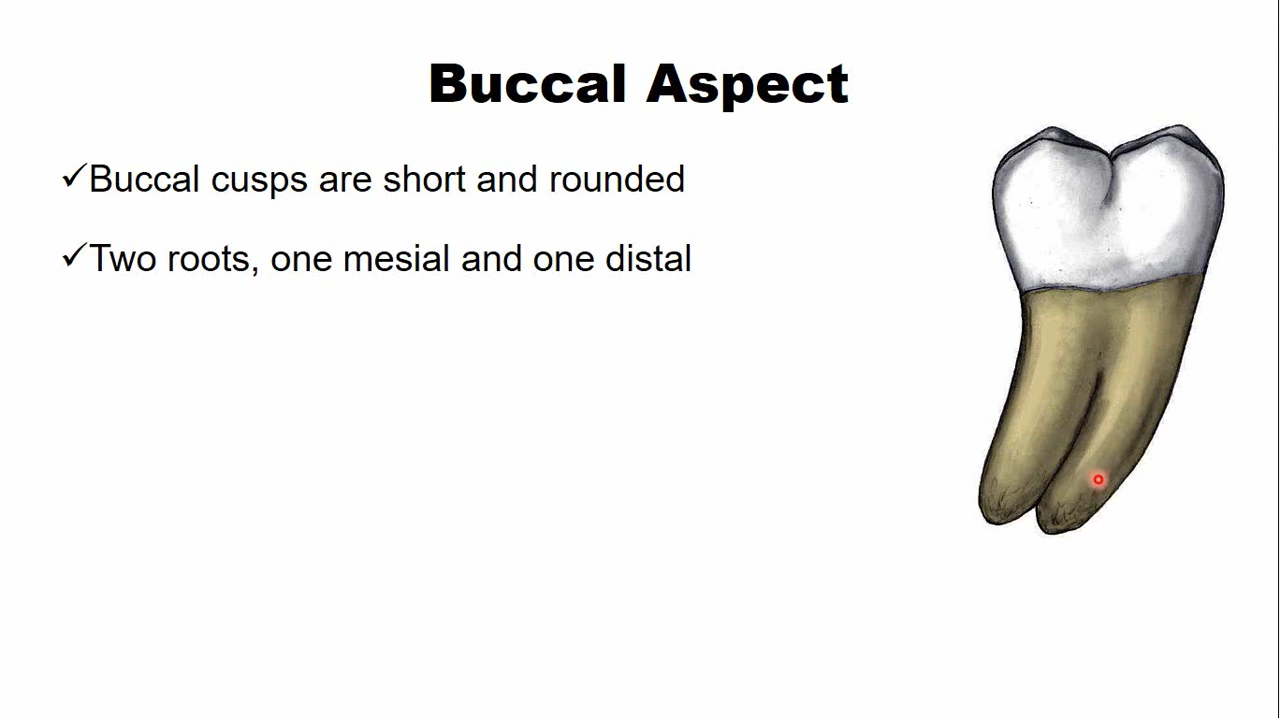 Buccal Aspect
✓Buccal cusps are short and rounded
✓Two roots, one mesial and one distal